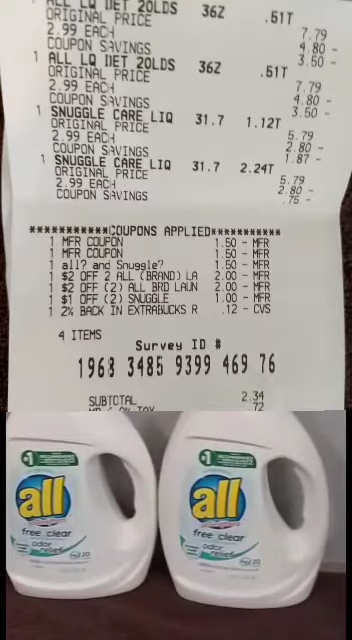 ALL LQ DET 20LDS 36Z .51T
ORIGINAL PRICE 7.79
2.99 EACH 4.80 -
COUPON SAVINGS 3.50 -
1 ALL LQ DET 20LDS 36Z .51T
ORIGINAL PRICE 7.79
2.99 EACH 4.80 -
COUPON SAVINGS 3.50 -
1 SNUGGLE CARE LIQ 31.7 1.12T
ORIGINAL PRICE 5.79
2.99 EACH 2.80 -
COUPON SAVINGS 1.87 -
1 SNUGGLE CARE LIQ 31.7 2.24T
ORIGINAL PRICE 5.79
2.99 EACH 2.80 -
COUPON SAVINGS .75 -
***********COUPONS APPLIED***********
1 MFR COUPON 1.50 - MFR
1 MFR COUPON 1.50 - MFR
1 all? and Snuggle? 1.50 - MFR
1 $2 OFF 2 ALL (BRAND) LA 2.00 - MFR
1 $2 OFF (2) ALL BRD LAUN 2.00 - MFR
1 $1 OFF (2) SNUGGLE 1.00 - MFR
1 2% BACK IN EXTRABUCKS R .12 - CVS
4 ITEMS
Survey ID #
1968 3485 9399 469 76
SUBTOTAL 2.34
TAX .72
#1
all
free clear
odor relief
20
#1
all
free clear
odor relief
20